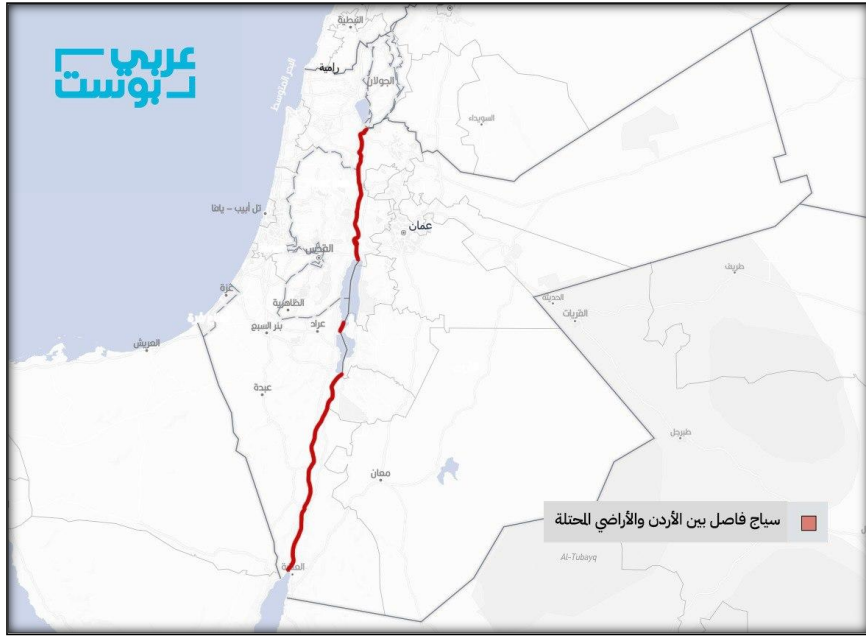 عربي
بوست
النبطية
رامية
الجولان
البحر المتوسط
السويداء
تل أبيب – يافا
عمان
القدس
غزة
الظاهرية
طريف
الحديثة
القريات
بئر السبع
عراد
العريش
عبدة
طبرجل
معان
سياج فاصل بين الأردن والأراضي المحتلة
Al-Tubayq
العقبة